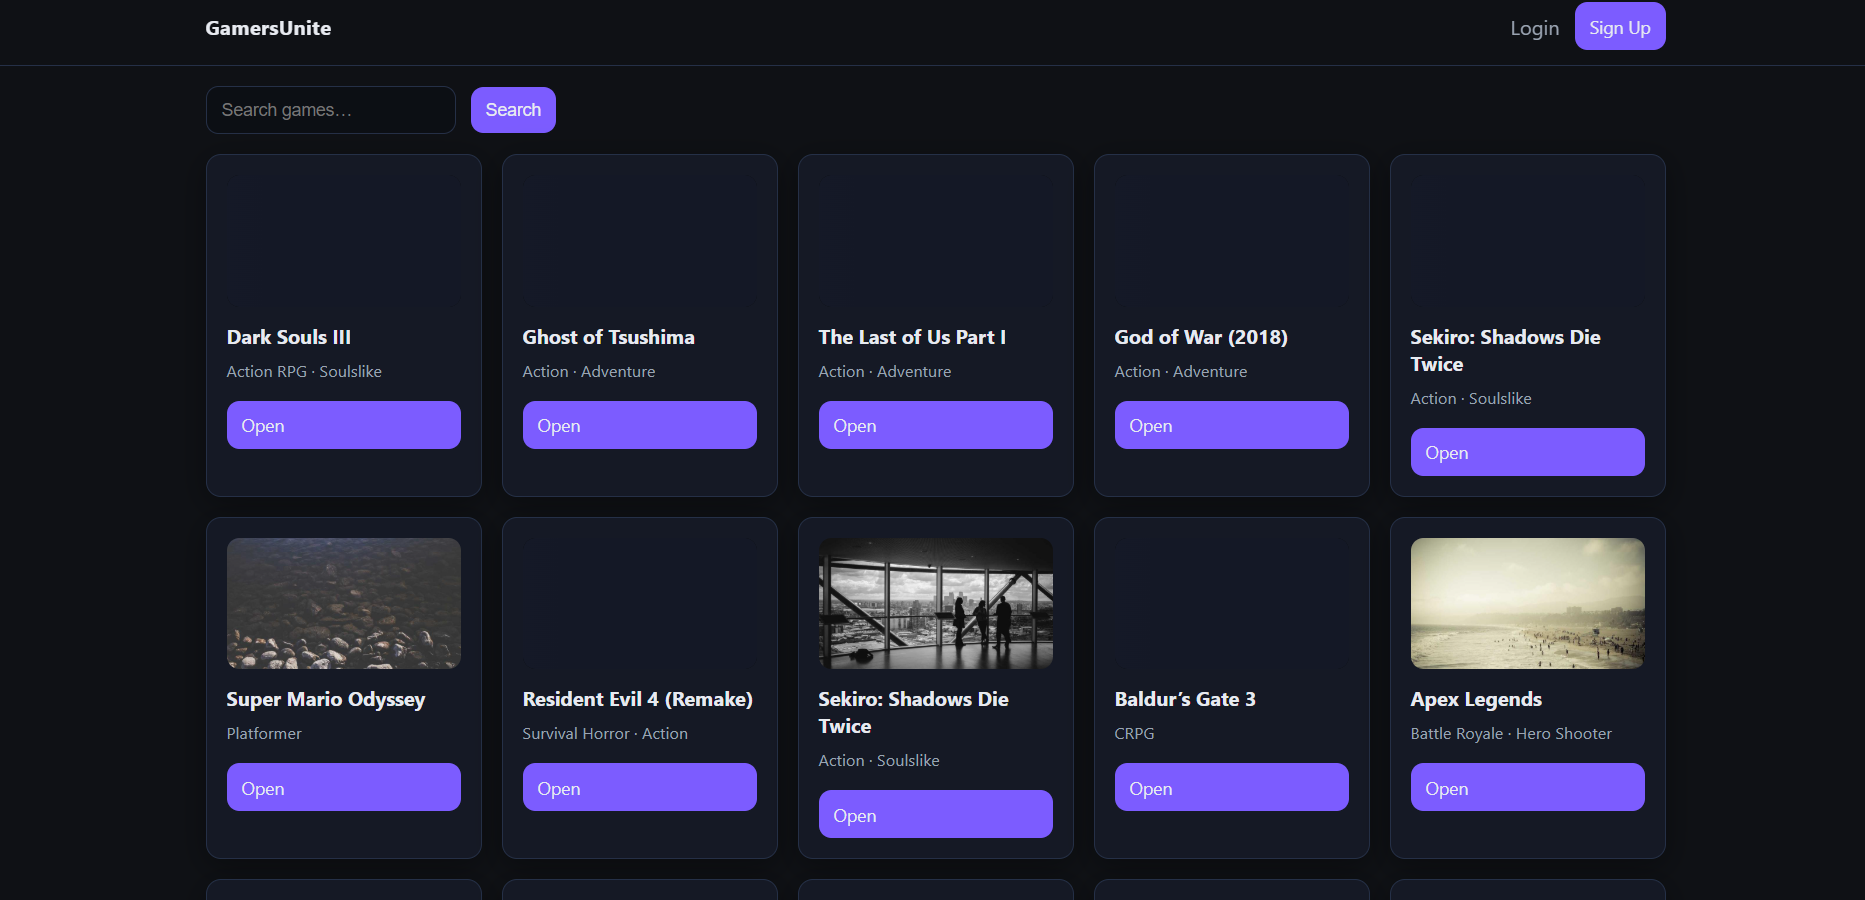 GamersUnite
Login
Sign Up
Search games...
Search
Dark Souls III
Action RPG · Soulslike
Open
Ghost of Tsushima
Action · Adventure
Open
The Last of Us Part I
Action · Adventure
Open
God of War (2018)
Action · Adventure
Open
Sekiro: Shadows Die
Twice
Action · Soulslike
Open
Super Mario Odyssey
Platformer
Open
Resident Evil 4 (Remake)
Survival Horror · Action
Open
Sekiro: Shadows Die
Twice
Action · Soulslike
Open
Baldur’s Gate 3
CRPG
Open
Apex Legends
Battle Royale · Hero Shooter
Open